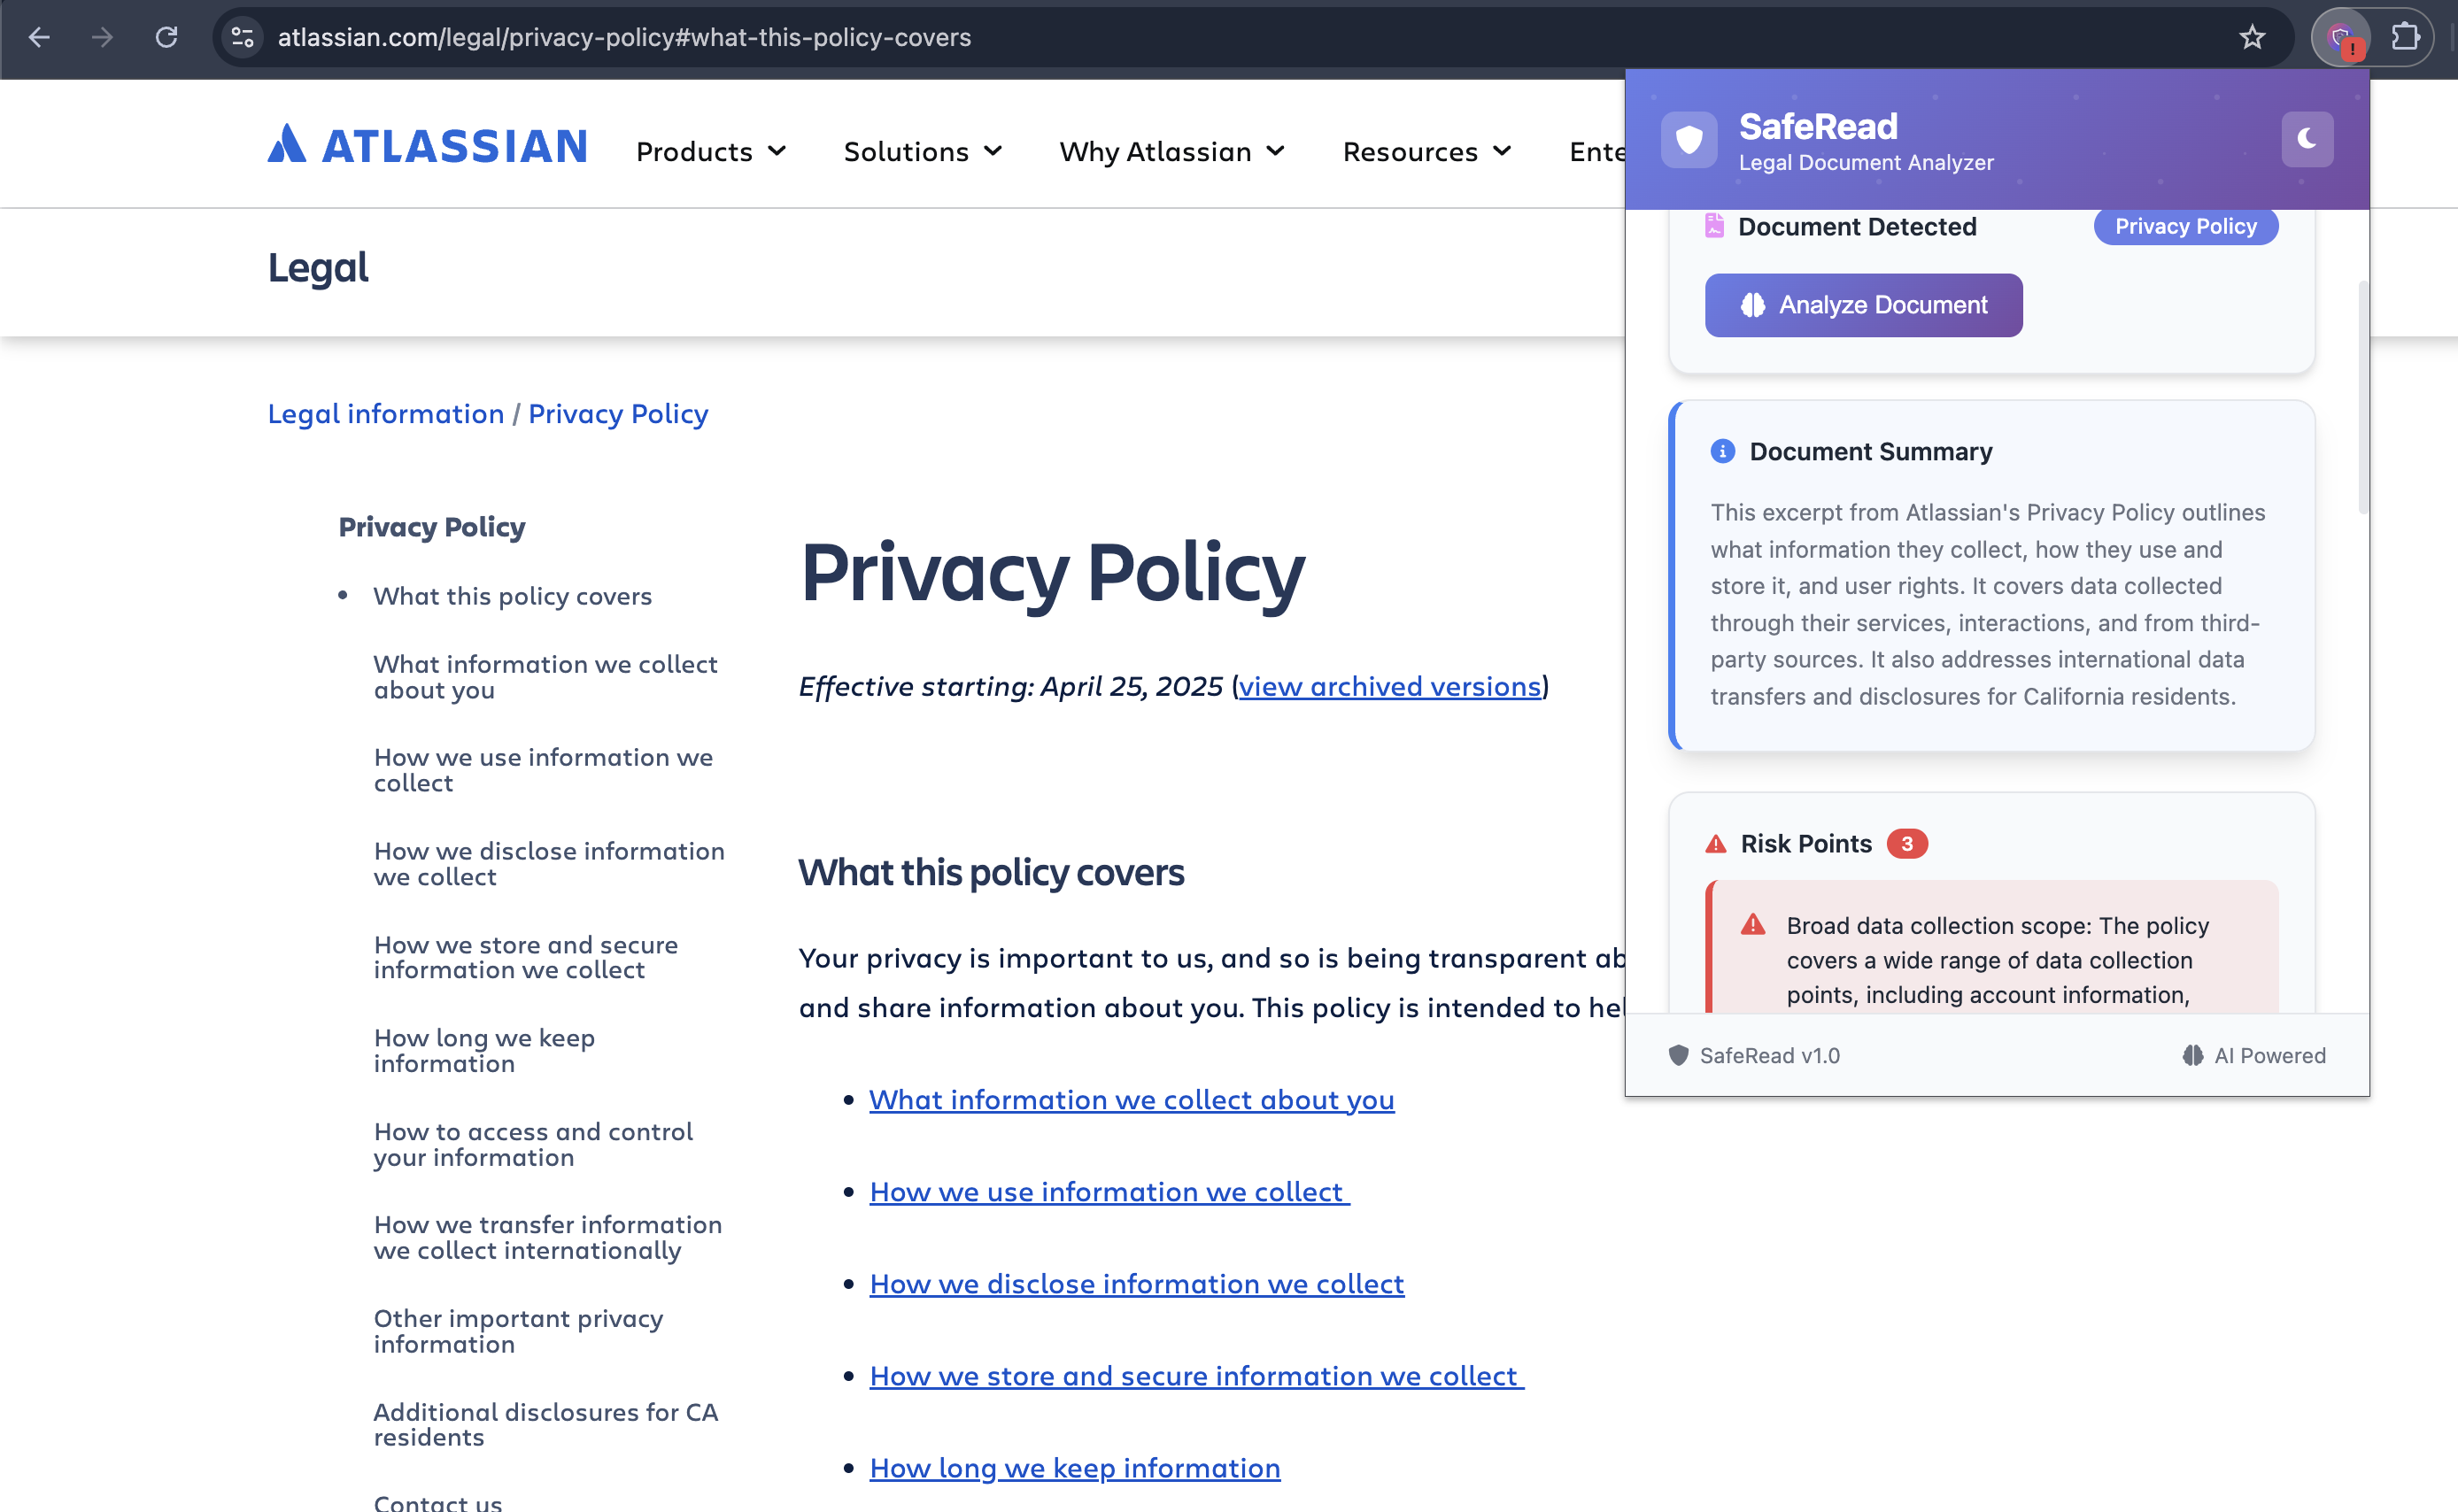 atlassian.com/legal/privacy-policy#what-this-policy-covers
ATLASSIAN
Products
Solutions
Why Atlassian
Resources
Ente
Legal
Legal information / Privacy Policy
Privacy Policy
What this policy covers
What information we collect
about you
How we use information we
collect
How we disclose information
we collect
How we store and secure
information we collect
How long we keep
information
How to access and control
your information
How we transfer information
we collect internationally
Other important privacy
information
Additional disclosures for CA
residents
Contact us
Privacy Policy
Effective starting: April 25, 2025 (view archived versions)
What this policy covers
Your privacy is important to us, and so is being transparent ab
and share information about you. This policy is intended to hel
What information we collect about you
How we use information we collect
How we disclose information we collect
How we store and secure information we collect
How long we keep information
SafeRead
Legal Document Analyzer
Document Detected
Privacy Policy
Analyze Document
Document Summary
This excerpt from Atlassian's Privacy Policy outlines
what information they collect, how they use and
store it, and user rights. It covers data collected
through their services, interactions, and from third-
party sources. It also addresses international data
transfers and disclosures for California residents.
Risk Points 3
Broad data collection scope: The policy
covers a wide range of data collection
points, including account information,
SafeRead v1.0
AI Powered